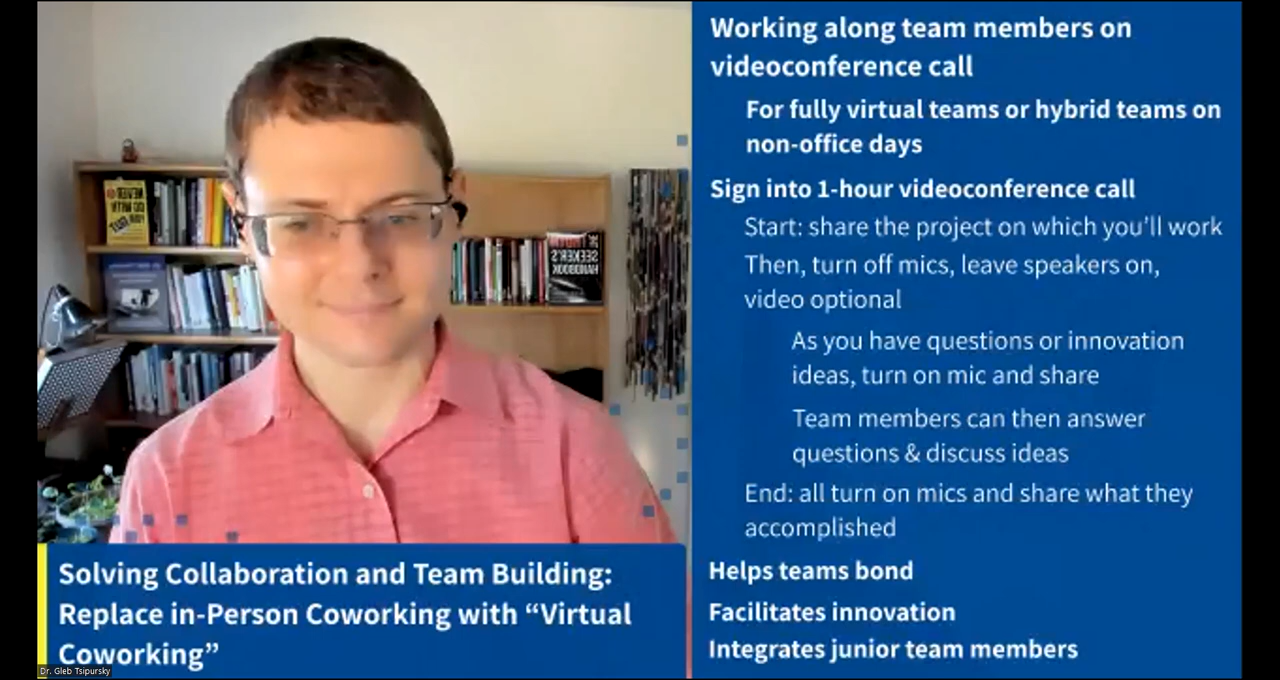 Working along team members on
videoconference call
For fully virtual teams or hybrid teams on
non-office days
Sign into 1-hour videoconference call
Start: share the project on which you'll work
Then, turn off mics, leave speakers on,
video optional
As you have questions or innovation
ideas, turn on mic and share
Team members can then answer
questions & discuss ideas
End: all turn on mics and share what they
accomplished
Helps teams bond
Facilitates innovation
Integrates junior team members
NEVER
GO WITH
YOUR
GUT
SEEKER'S
HANDBOOK
Solving Collaboration and Team Building:
Replace in-Person Coworking with “Virtual
Coworking”
Dr. Gleb Tsipursky